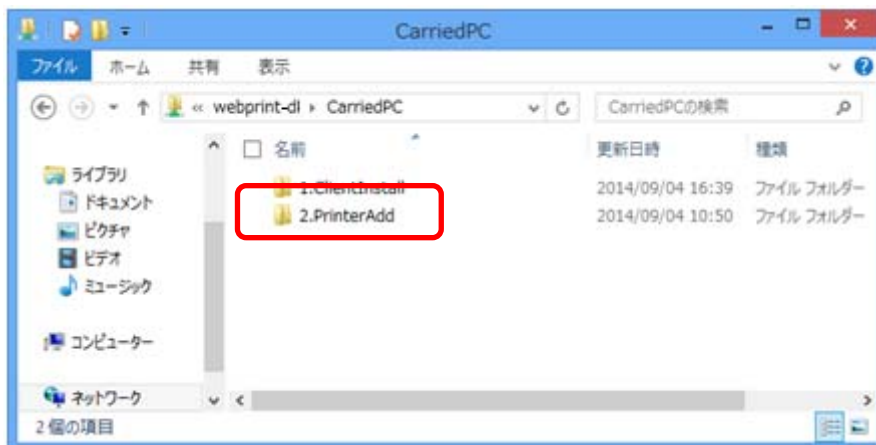 CarriedPC
ファイル ホーム 共有 表示
« webprint-dl CarriedPC CarriedPCの検索
名前 更新日時 種類
ライブラリ
ドキュメント
ピクチャ
ビデオ
ミュージック
コンピューター
ネットワーク
1.ClientInstall 2014/09/04 16:39 ファイル フォルダー
2.PrinterAdd 2014/09/04 10:50 ファイル フォルダー
2 個の項目